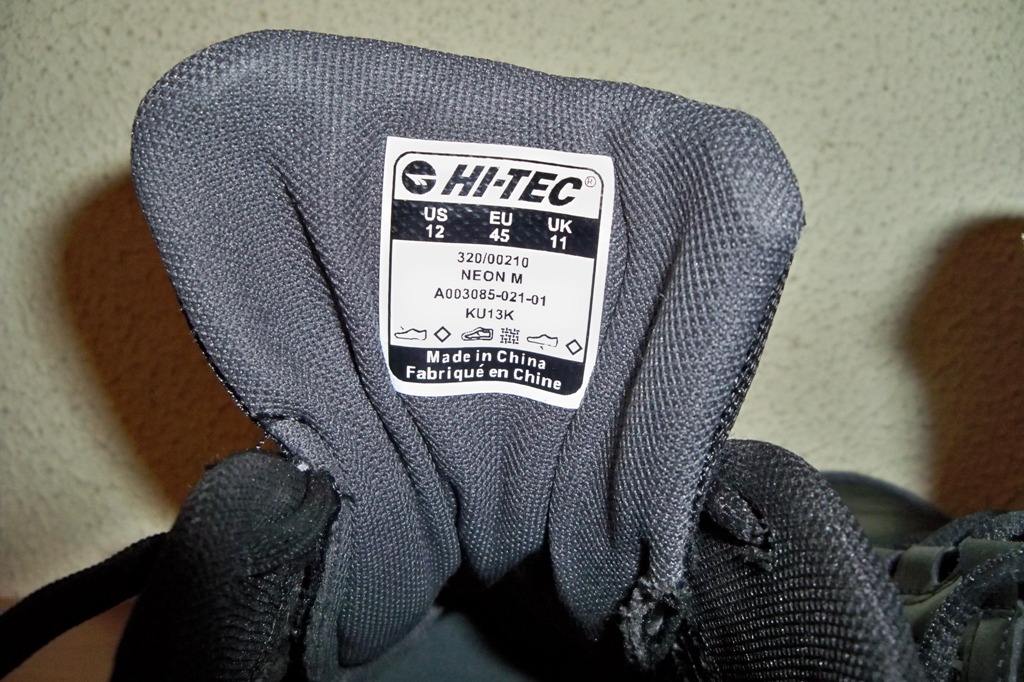 HI-TEC®
US EU UK
12 45 11
320/00210
NEON M
A003085-021-01
KU13K
Made in China
Fabriqué en Chine